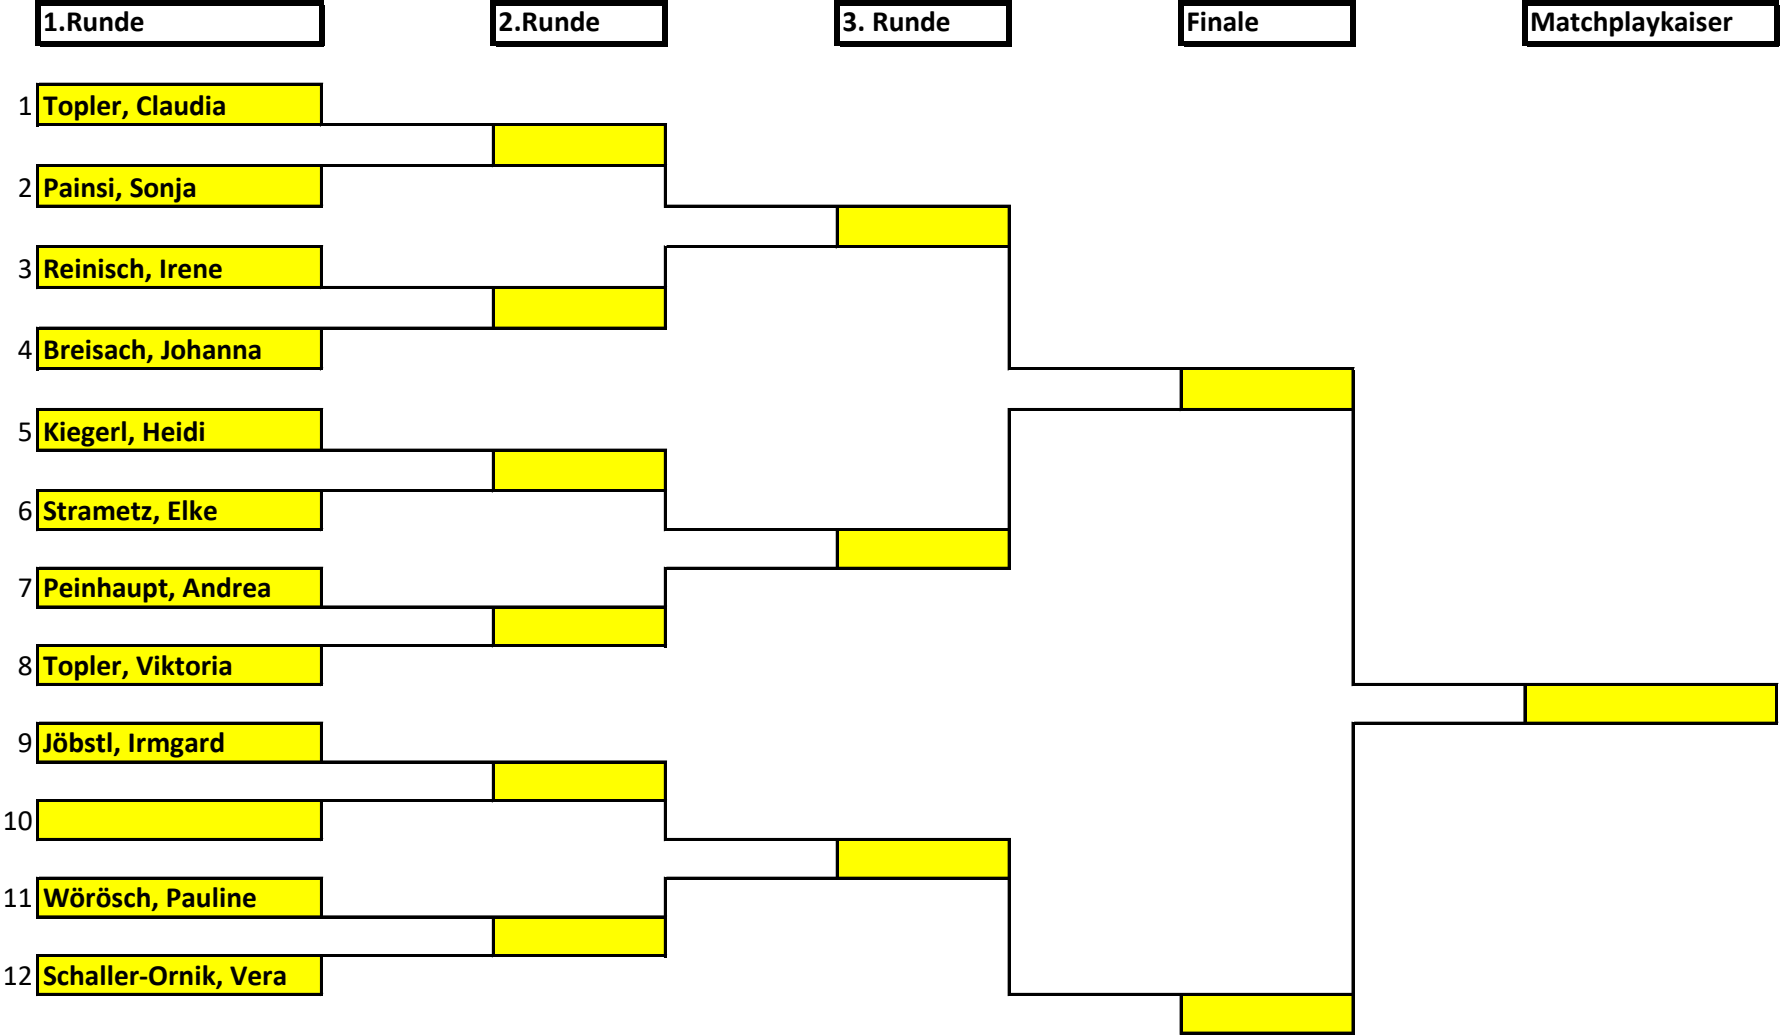 1.Runde 2.Runde 3. Runde Finale Matchplaykaiser
1 Topler, Claudia
2 Painsi, Sonja
3 Reinisch, Irene
4 Breisach, Johanna
5 Kiegerl, Heidi
6 Strametz, Elke
7 Peinhaupt, Andrea
8 Topler, Viktoria
9 Jöbstl, Irmgard
10
11 Wörösch, Pauline
12 Schaller-Ornik, Vera